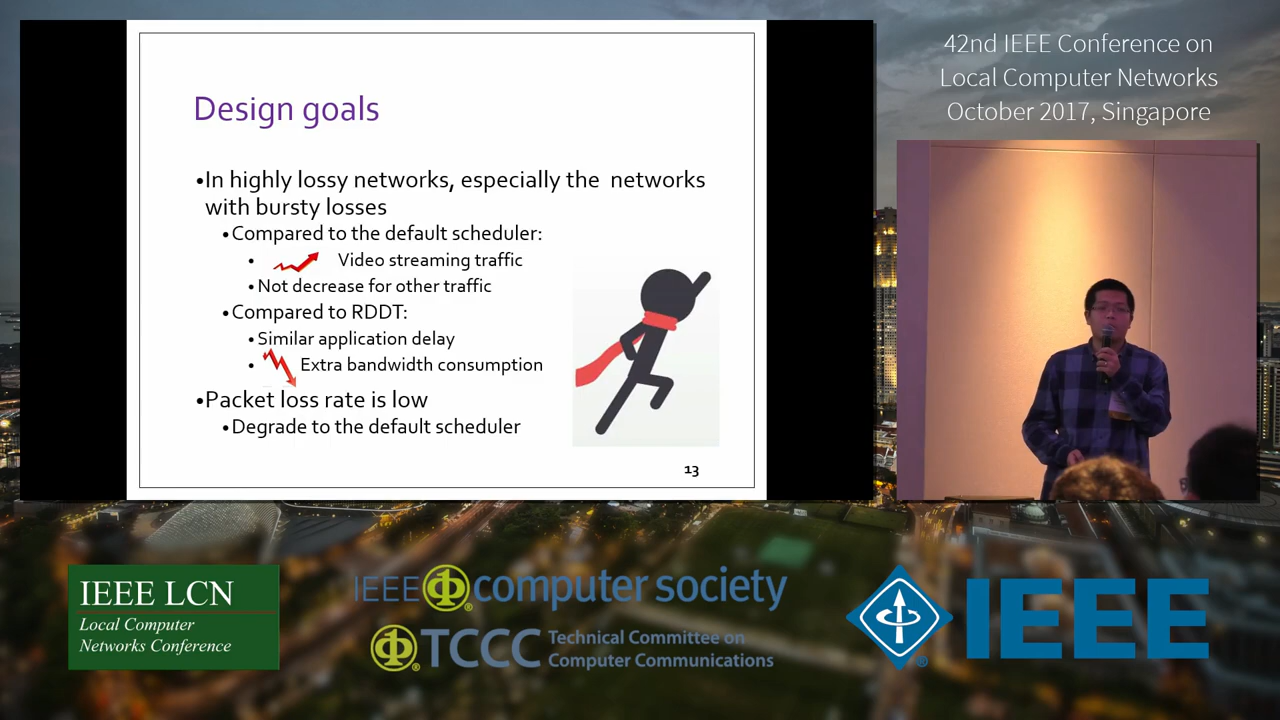 Design goals
•In highly lossy networks, especially the networks
with bursty losses
•Compared to the default scheduler:
• Video streaming traffic
•Not decrease for other traffic
•Compared to RDDT:
•Similar application delay
• Extra bandwidth consumption
•Packet loss rate is low
•Degrade to the default scheduler
13
42nd IEEE Conference on
Local Computer Networks
October 2017, Singapore
IEEE LCN
Local Computer
Networks Conference
IEEE computer society
TCCC Technical Committee on
Computer Communications
IEEE